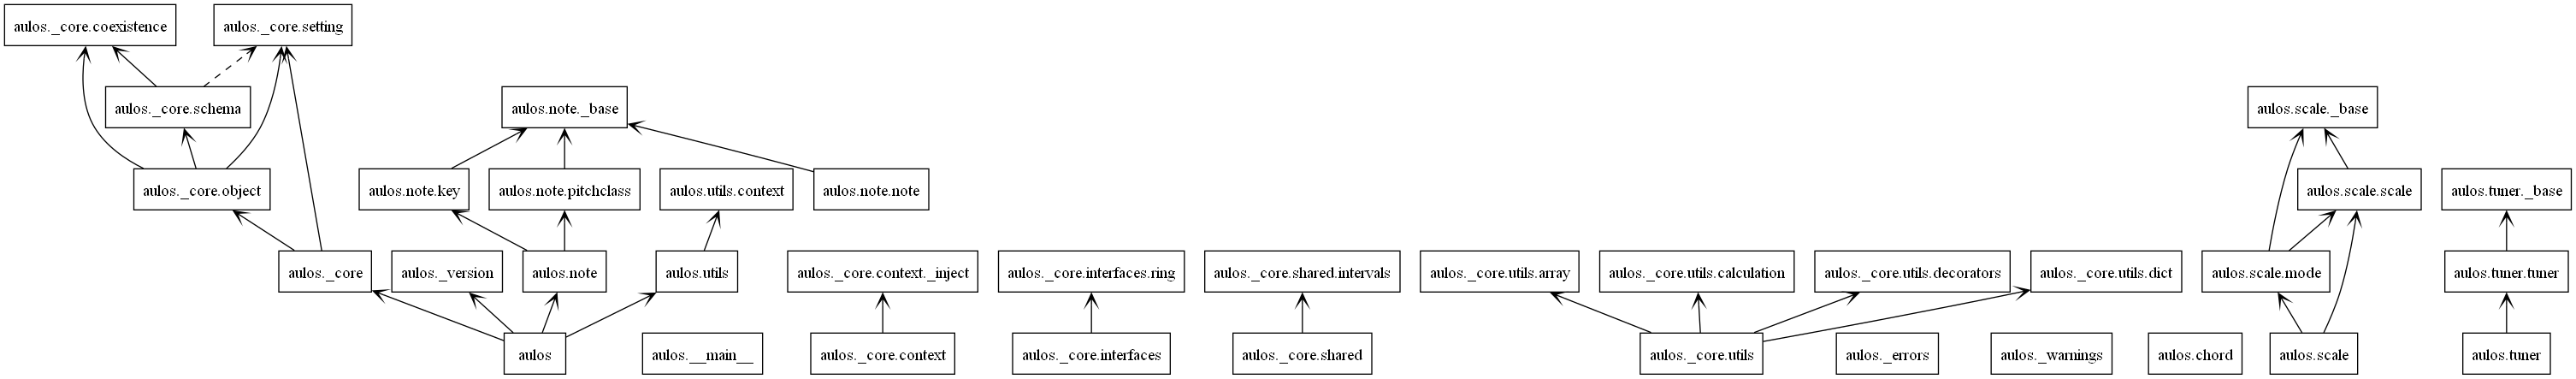 aulos._core.coexistence
aulos._core.setting
aulos._core.schema
aulos.note._base
aulos.scale._base
aulos._core.object
aulos.note.key
aulos.note.pitchclass
aulos.utils.context
aulos.note.note
aulos.scale.scale
aulos.tuner._base
aulos._core
aulos._version
aulos.note
aulos.utils
aulos._core.context._inject
aulos._core.interfaces.ring
aulos._core.shared.intervals
aulos._core.utils.array
aulos._core.utils.calculation
aulos._core.utils.decorators
aulos._core.utils.dict
aulos.scale.mode
aulos.tuner.tuner
aulos
aulos.__main__
aulos._core.context
aulos._core.interfaces
aulos._core.shared
aulos._core.utils
aulos._errors
aulos._warnings
aulos.chord
aulos.scale
aulos.tuner